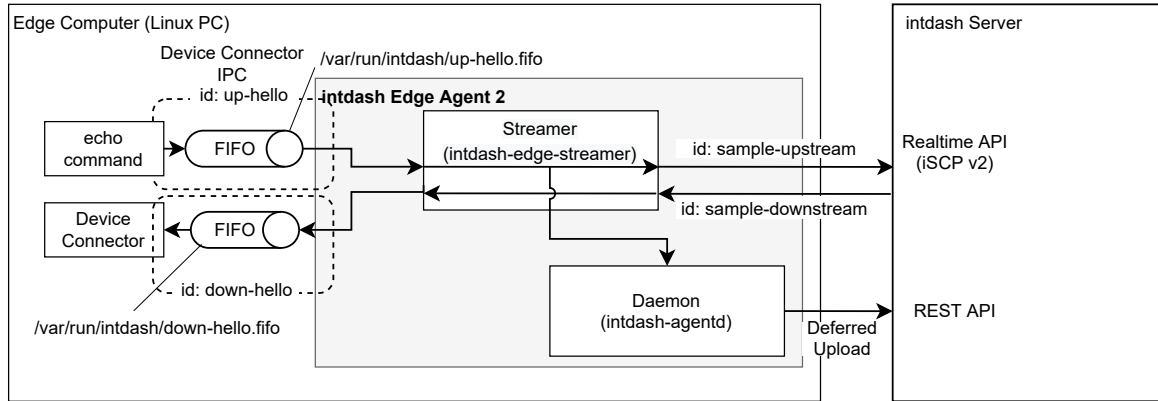 Edge Computer (Linux PC)
intdash Server
Device Connector
IPC
id: up-hello
/var/run/intdash/up-hello.fifo
intdash Edge Agent 2
echo
command
FIFO
Streamer
(intdash-edge-streamer)
id: sample-upstream
Realtime API
(iSCP v2)
id: sample-downstream
Device
Connector
FIFO
id: down-hello
/var/run/intdash/down-hello.fifo
Daemon
(intdash-agentd)
Deferred
Upload
REST API